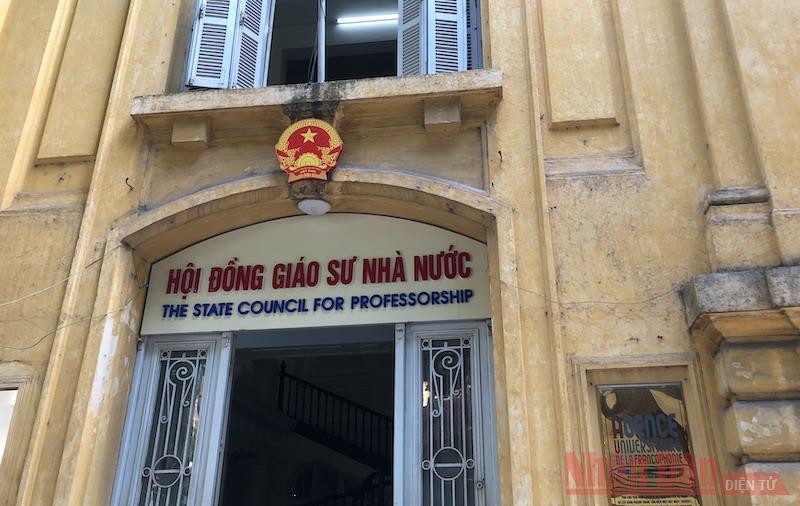 HỘI ĐỒNG GIÁO SƯ NHÀ NƯỚC
THE STATE COUNCIL FOR PROFESSORSHIP
AGENCE
UNIVERSITAIRE
DE LA FRANCOPHONIE
Nhân Dân
ĐIỆN TỬ